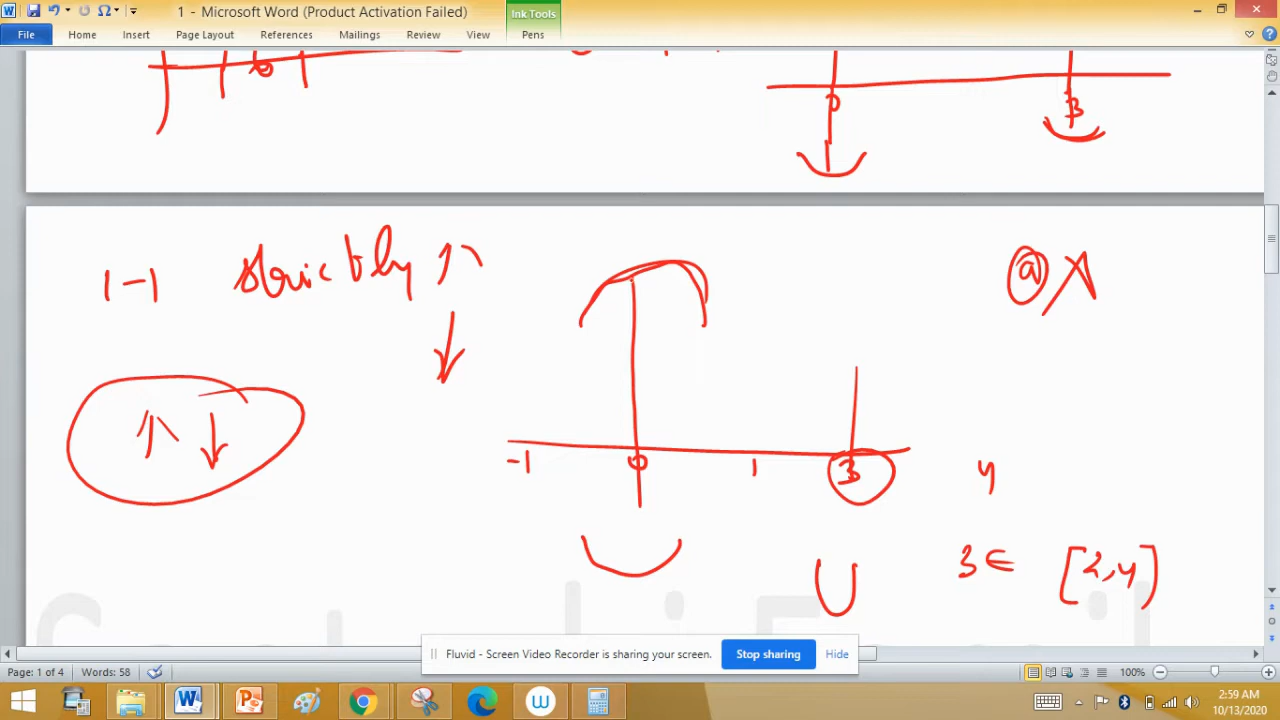 1 - Microsoft Word (Product Activation Failed)
Ink Tools
File Home Insert Page Layout References Mailings Review View Pens
0 3
1-1 strictly ↑ ⓐ
↓
↑ ↓
-1 0 1 3 4
3 ∈ [2,4]
Fluvid - Screen Video Recorder is sharing your screen. Stop sharing Hide
Page: 1 of 4 Words: 58 100%
2:59 AM
10/13/2020